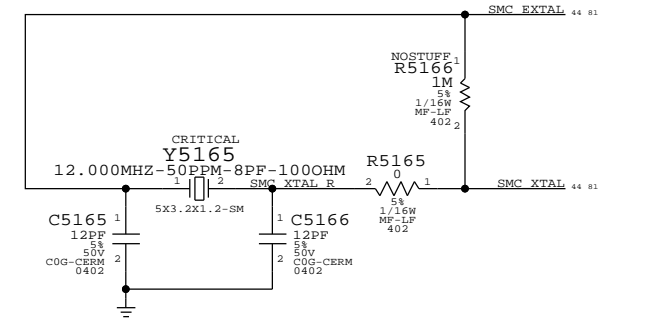 SMC_EXTAL 44 81
NOSTUFF 1
R5166
1M
5%
1/16W
MF-LF
402
2
CRITICAL
Y5165
12.000MHZ-50PPM-8PF-100OHM
1 2
SMC_XTAL_R
5X3.2X1.2-SM
R5165
0
2 1
5%
1/16W
MF-LF
402
SMC_XTAL 44 81
C5165 1
12PF
5%
50V
C0G-CERM
0402
2
1 C5166
12PF
5%
50V
C0G-CERM
0402
2